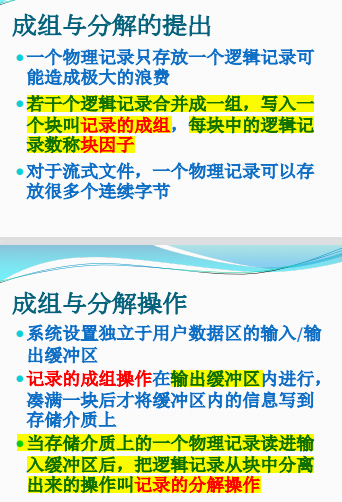 成组与分解的提出
•一个物理记录只存放一个逻辑记录可
能造成极大的浪费
•若干个逻辑记录合并成一组，写入一
个块叫记录的成组，每块中的逻辑记
录数称块因子
•对于流式文件，一个物理记录可以存
放很多个连续字节
成组与分解操作
•系统设置独立于用户数据区的输入/输
出缓冲区
•记录的成组操作在输出缓冲区内进行，
凑满一块后才将缓冲区内的信息写到
存储介质上
•当存储介质上的一个物理记录读进输
入缓冲区后，把逻辑记录从块中分离
出来的操作叫记录的分解操作